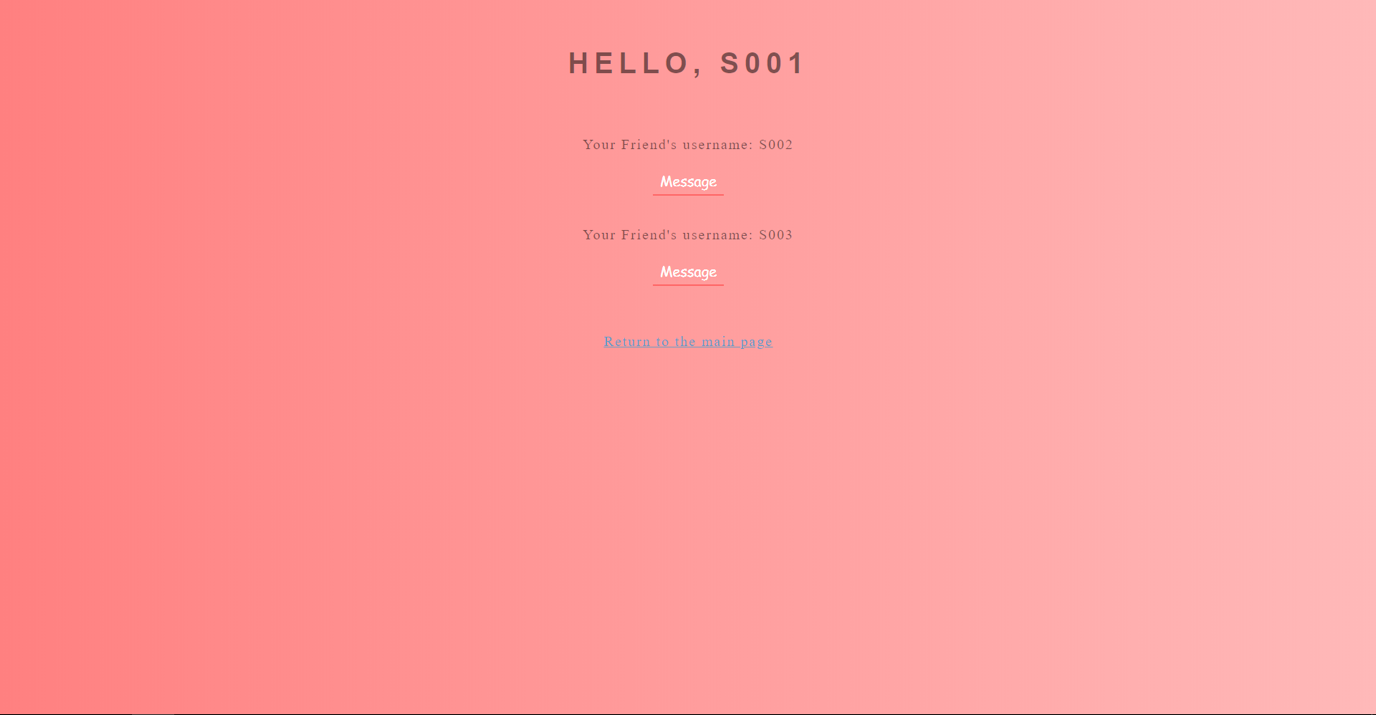 HELLO, S001
Your Friend's username: S002
Message
Your Friend's username: S003
Message
Return to the main page